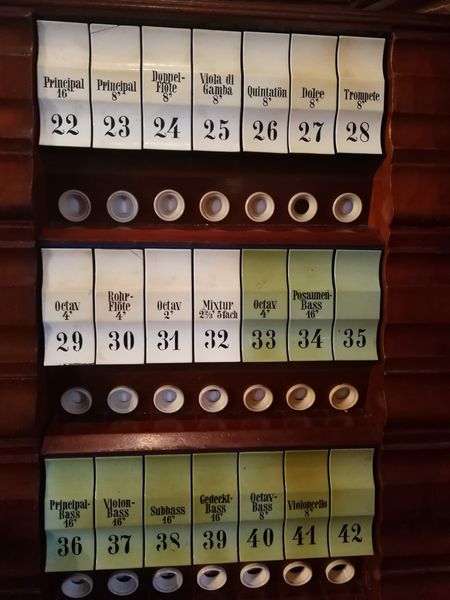 Principal
16'
22
Principal
8'
23
Doppel-
Flöte
8'
24
Viola di
Gamba
8'
25
Quintatön
8'
26
Dolce
8'
27
Trompete
8'
28
Octav
4'
29
Rohr-
Flöte
4'
30
Octav
2'
31
Mixtur
2⅔' 5fach
32
Octav
4'
33
Posaunen-
Bass
16'
34
35
Principal-
Bass
16'
36
Violon-
Bass
16'
37
Subbass
16'
38
Gedeckt-
Bass
16'
39
Octav-
Bass
8'
40
Violoncello
8'
41
42